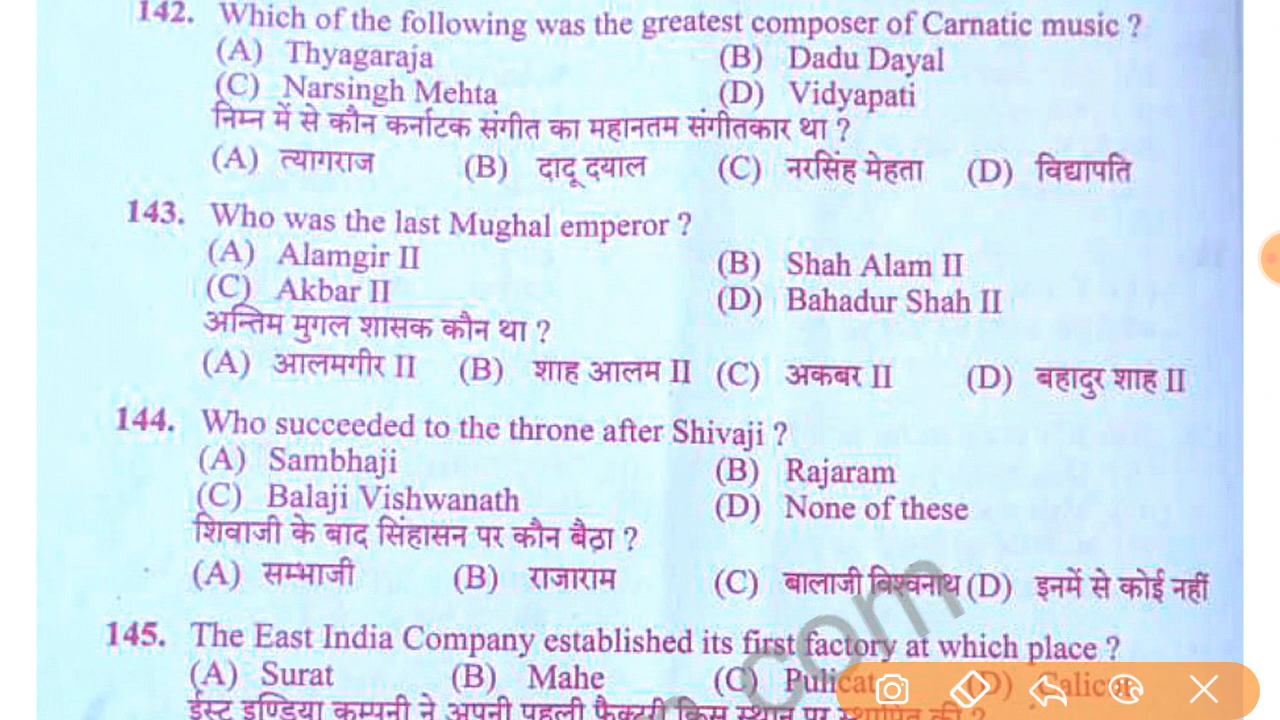 142. Which of the following was the greatest composer of Carnatic music ?
(A) Thyagaraja (B) Dadu Dayal
(C) Narsingh Mehta (D) Vidyapati
निम्न में से कौन कर्नाटक संगीत का महानतम संगीतकार था ?
(A) त्यागराज (B) दादू दयाल (C) नरसिंह मेहता (D) विद्यापति
143. Who was the last Mughal emperor ?
(A) Alamgir II (B) Shah Alam II
(C) Akbar II (D) Bahadur Shah II
अन्तिम मुगल शासक कौन था ?
(A) आलमगीर II (B) शाह आलम II (C) अकबर II (D) बहादुर शाह II
144. Who succeeded to the throne after Shivaji ?
(A) Sambhaji (B) Rajaram
(C) Balaji Vishwanath (D) None of these
शिवाजी के बाद सिंहासन पर कौन बैठा ?
(A) सम्भाजी (B) राजाराम (C) बालाजी विश्वनाथ (D) इनमें से कोई नहीं
145. The East India Company established its first factory at which place ?
(A) Surat (B) Mahe (C) Pulicat (D) Calicut
ईस्ट इण्डिया कम्पनी ने अपनी पहली फैक्टरी किस स्थान पर स्थापित की ?
com